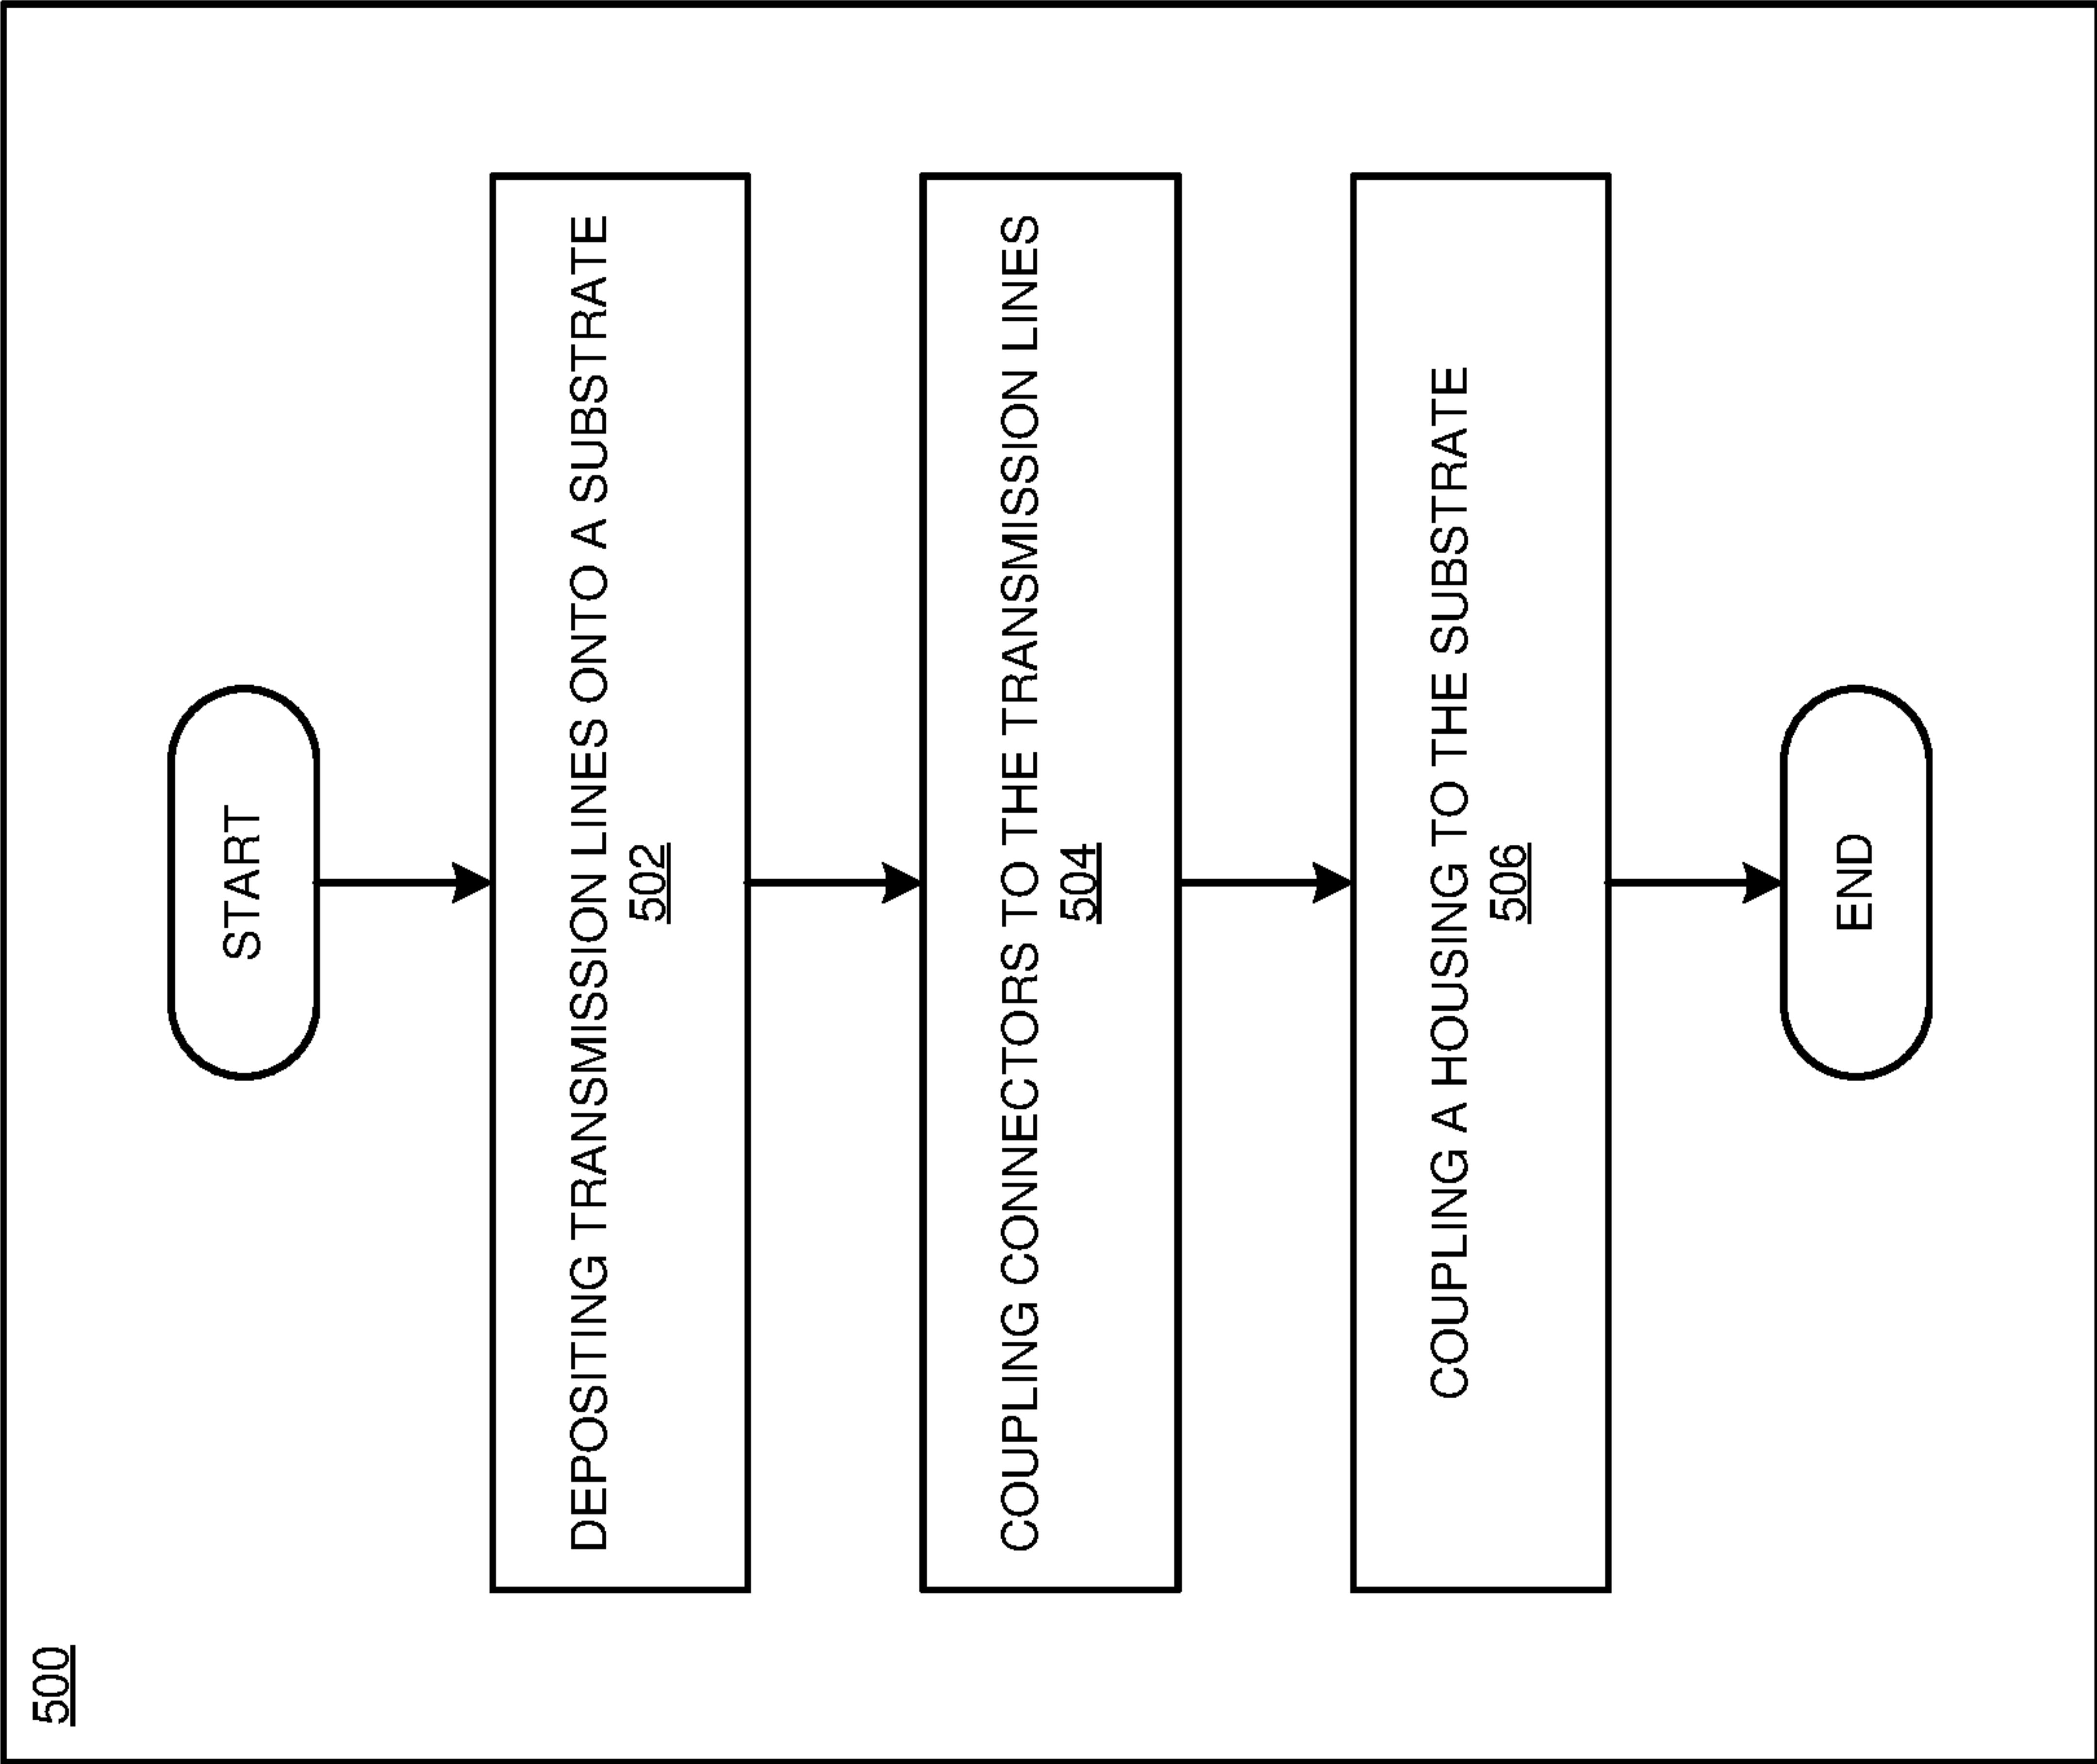 500
START
DEPOSITING TRANSMISSION LINES ONTO A SUBSTRATE
502
COUPLING CONNECTORS TO THE TRANSMISSION LINES
504
COUPLING A HOUSING TO THE SUBSTRATE
506
END